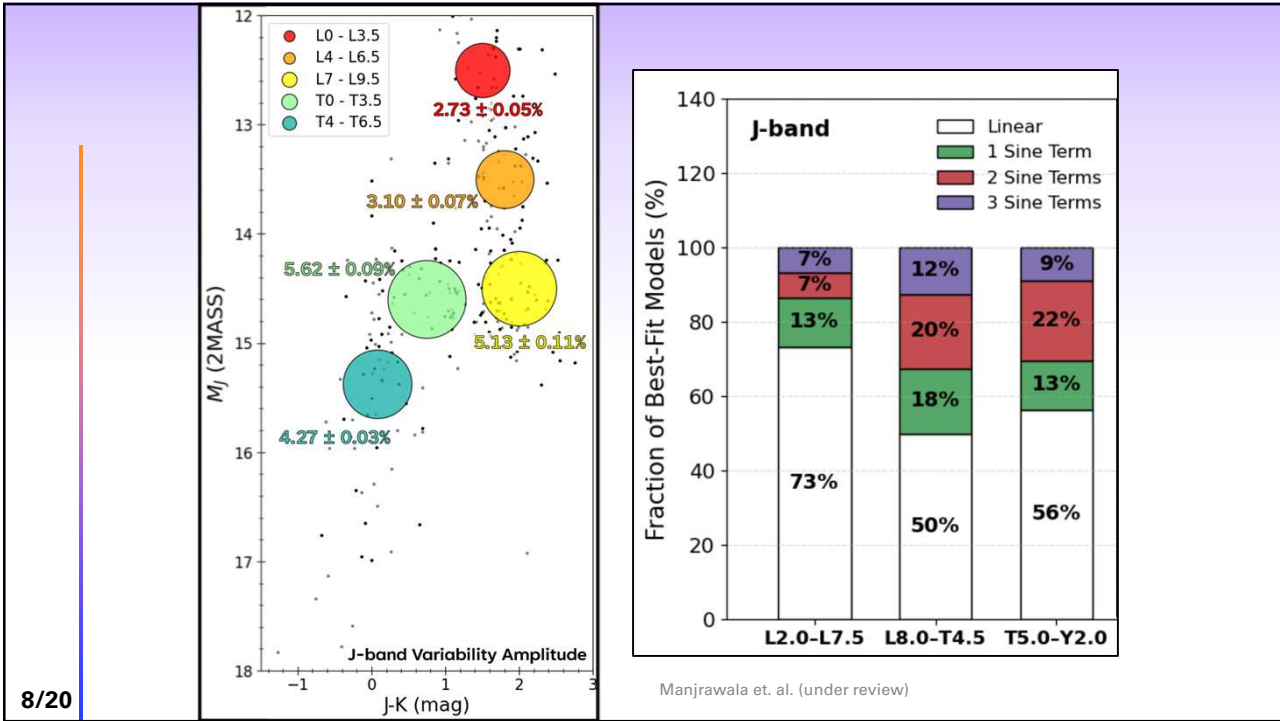 12
13
14
15
16
17
18
M_J (2MASS)
L0 - L3.5
L4 - L6.5
L7 - L9.5
T0 - T3.5
T4 - T6.5
2.73 ± 0.05%
3.10 ± 0.07%
5.62 ± 0.09%
5.13 ± 0.11%
4.27 ± 0.03%
J-band Variability Amplitude
−1 0 1 2 3
J-K (mag)
140
120
100
80
60
40
20
0
Fraction of Best-Fit Models (%)
J-band
Linear
1 Sine Term
2 Sine Terms
3 Sine Terms
7% 12% 9%
7% 20% 22%
13% 18% 13%
73% 50% 56%
L2.0–L7.5 L8.0–T4.5 T5.0–Y2.0
Manjrawala et. al. (under review)
8/20